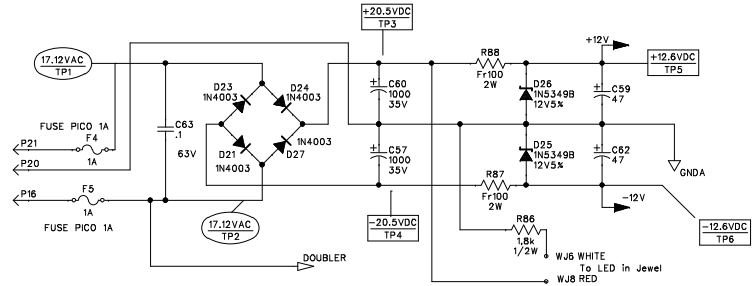 +20.5VDC
TP3
17.12VAC
TP1
R88
Fr100
2W
+12V
+12.6VDC
TP5
D23
1N4003
D24
1N4003
C60
1000
35V
D26
1N5349B
12V5%
C59
47
FUSE PICO 1A
F4
1A
P21
P20
C63
.1
63V
D21
1N4003
1N4003
D27
C57
1000
35V
D25
1N5349B
12V5%
C62
47
GNDA
P16
F5
1A
FUSE PICO 1A
R87
Fr100
2W
-12V
17.12VAC
TP2
-20.5VDC
TP4
-12.6VDC
TP6
R86
1,8k
1/2W
DOUBLER
WJ6 WHITE
To LED in Jewel
WJ8 RED